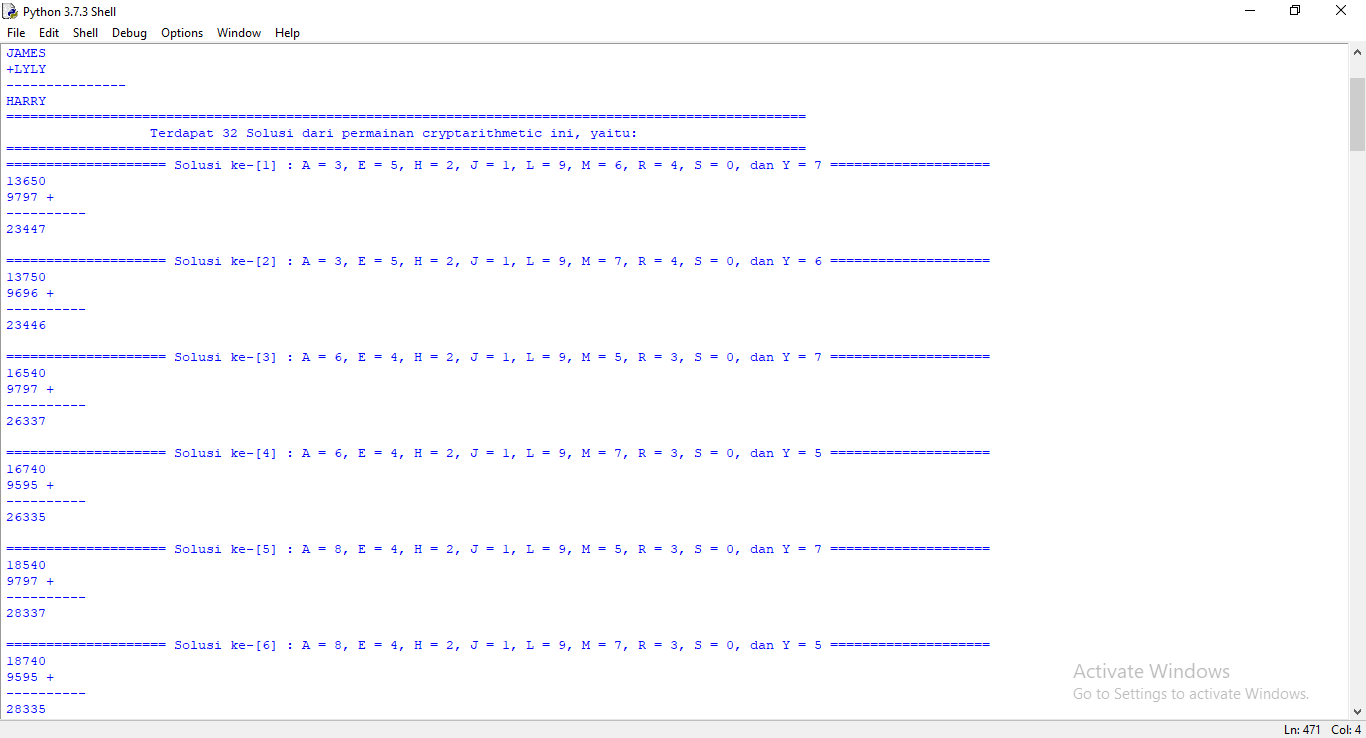 Python 3.7.3 Shell
File Edit Shell Debug Options Window Help
JAMES
+LYLY
---------------
HARRY
====================================================================================================
Terdapat 32 Solusi dari permainan cryptarithmetic ini, yaitu:
====================================================================================================
==================== Solusi ke-[1] : A = 3, E = 5, H = 2, J = 1, L = 9, M = 6, R = 4, S = 0, dan Y = 7 ====================
13650
9797 +
----------
23447
==================== Solusi ke-[2] : A = 3, E = 5, H = 2, J = 1, L = 9, M = 7, R = 4, S = 0, dan Y = 6 ====================
13750
9696 +
----------
23446
==================== Solusi ke-[3] : A = 6, E = 4, H = 2, J = 1, L = 9, M = 5, R = 3, S = 0, dan Y = 7 ====================
16540
9797 +
----------
26337
==================== Solusi ke-[4] : A = 6, E = 4, H = 2, J = 1, L = 9, M = 7, R = 3, S = 0, dan Y = 5 ====================
16740
9595 +
----------
26335
==================== Solusi ke-[5] : A = 8, E = 4, H = 2, J = 1, L = 9, M = 5, R = 3, S = 0, dan Y = 7 ====================
18540
9797 +
----------
28337
==================== Solusi ke-[6] : A = 8, E = 4, H = 2, J = 1, L = 9, M = 7, R = 3, S = 0, dan Y = 5 ====================
18740
9595 +
----------
28335
Activate Windows
Go to Settings to activate Windows.
Ln: 471 Col: 4